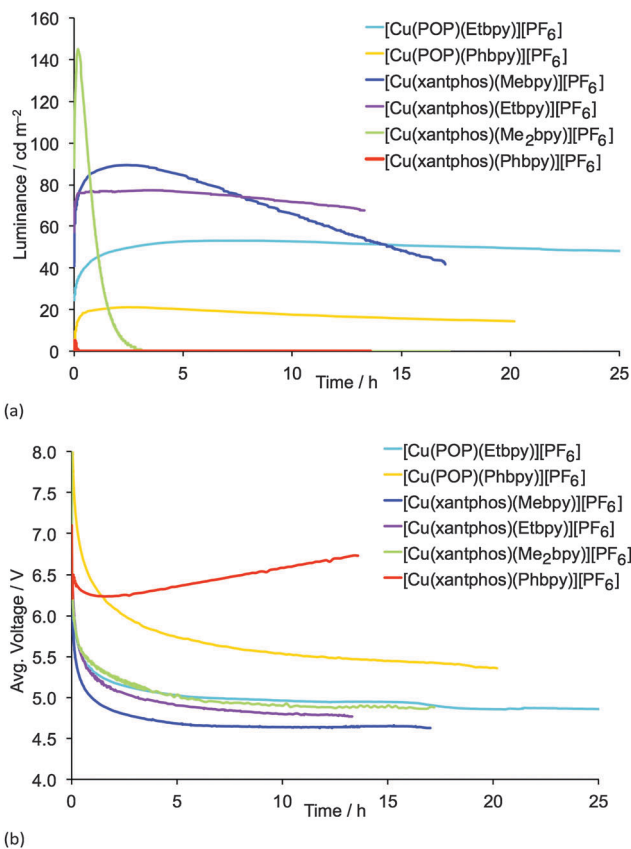 160
140
120
100
80
60
40
20
0
Luminance / cd m⁻²
[Cu(POP)(Etbpy)][PF₆]
[Cu(POP)(Phbpy)][PF₆]
[Cu(xantphos)(Mebpy)][PF₆]
[Cu(xantphos)(Etbpy)][PF₆]
[Cu(xantphos)(Me₂bpy)][PF₆]
[Cu(xantphos)(Phbpy)][PF₆]
0 5 10 15 20 25
Time / h
(a)
8.0
7.5
7.0
6.5
6.0
5.5
5.0
4.5
4.0
Avg. Voltage / V
[Cu(POP)(Etbpy)][PF₆]
[Cu(POP)(Phbpy)][PF₆]
[Cu(xantphos)(Mebpy)][PF₆]
[Cu(xantphos)(Etbpy)][PF₆]
[Cu(xantphos)(Me₂bpy)][PF₆]
[Cu(xantphos)(Phbpy)][PF₆]
0 5 10 15 20 25
Time / h
(b)